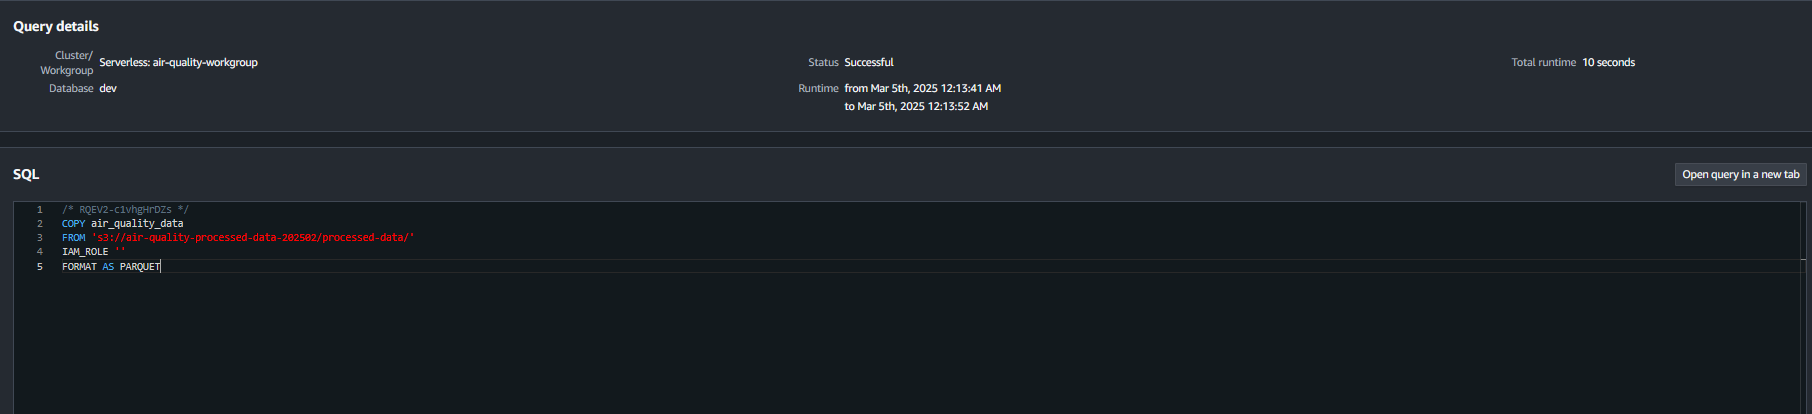 Query details
Cluster/
Workgroup Serverless: air-quality-workgroup
Status Successful
Total runtime 10 seconds
Database dev
Runtime from Mar 5th, 2025 12:13:41 AM
to Mar 5th, 2025 12:13:52 AM
SQL
Open query in a new tab
1 /* RQEV2-c1vhgHrDZs */
2 COPY air_quality_data
3 FROM 's3://air-quality-processed-data-202502/processed-data/'
4 IAM_ROLE ''
5 FORMAT AS PARQUET